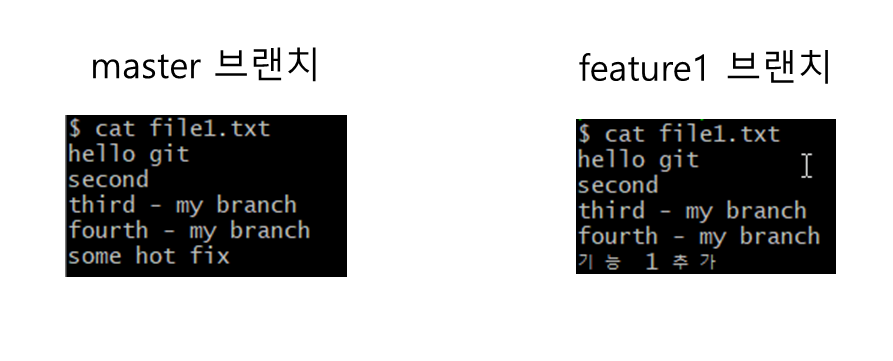 master 브랜치
$ cat file1.txt
hello git
second
third - my branch
fourth - my branch
some hot fix
feature1 브랜치
$ cat file1.txt
hello git
second
third - my branch
fourth - my branch
기능 1 추가